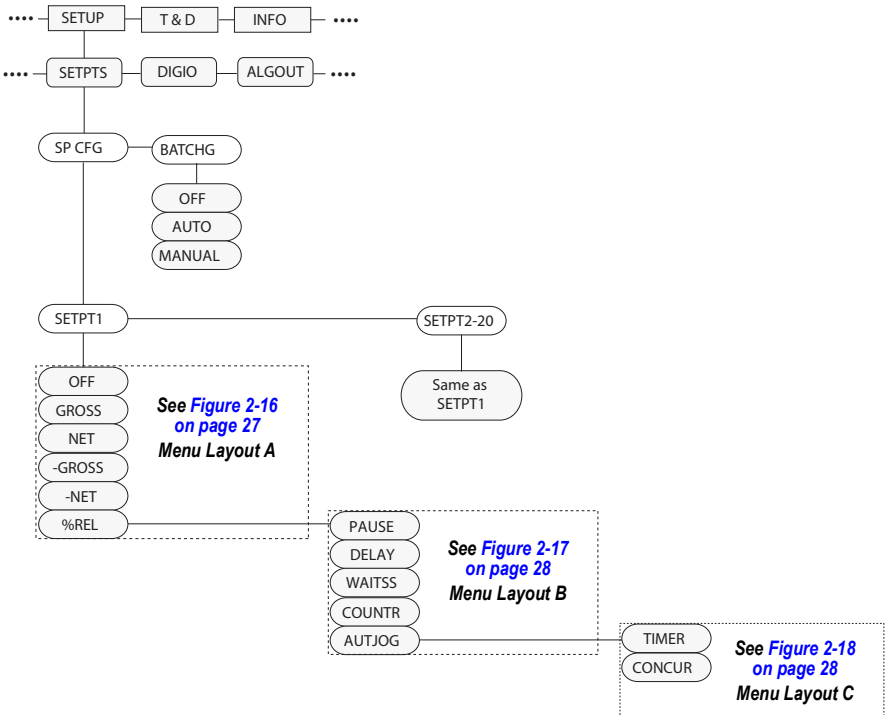 •••• SETUP T & D INFO ••••
•••• SETPTS DIGIO ALGOUT ••••
SP CFG BATCHG
OFF
AUTO
MANUAL
SETPT1 SETPT2-20
Same as
SETPT1
OFF
GROSS
NET
-GROSS
-NET
%REL
See Figure 2-16
on page 27
Menu Layout A
PAUSE
DELAY
WAITSS
COUNTR
AUTJOG
See Figure 2-17
on page 28
Menu Layout B
TIMER
CONCUR
See Figure 2-18
on page 28
Menu Layout C